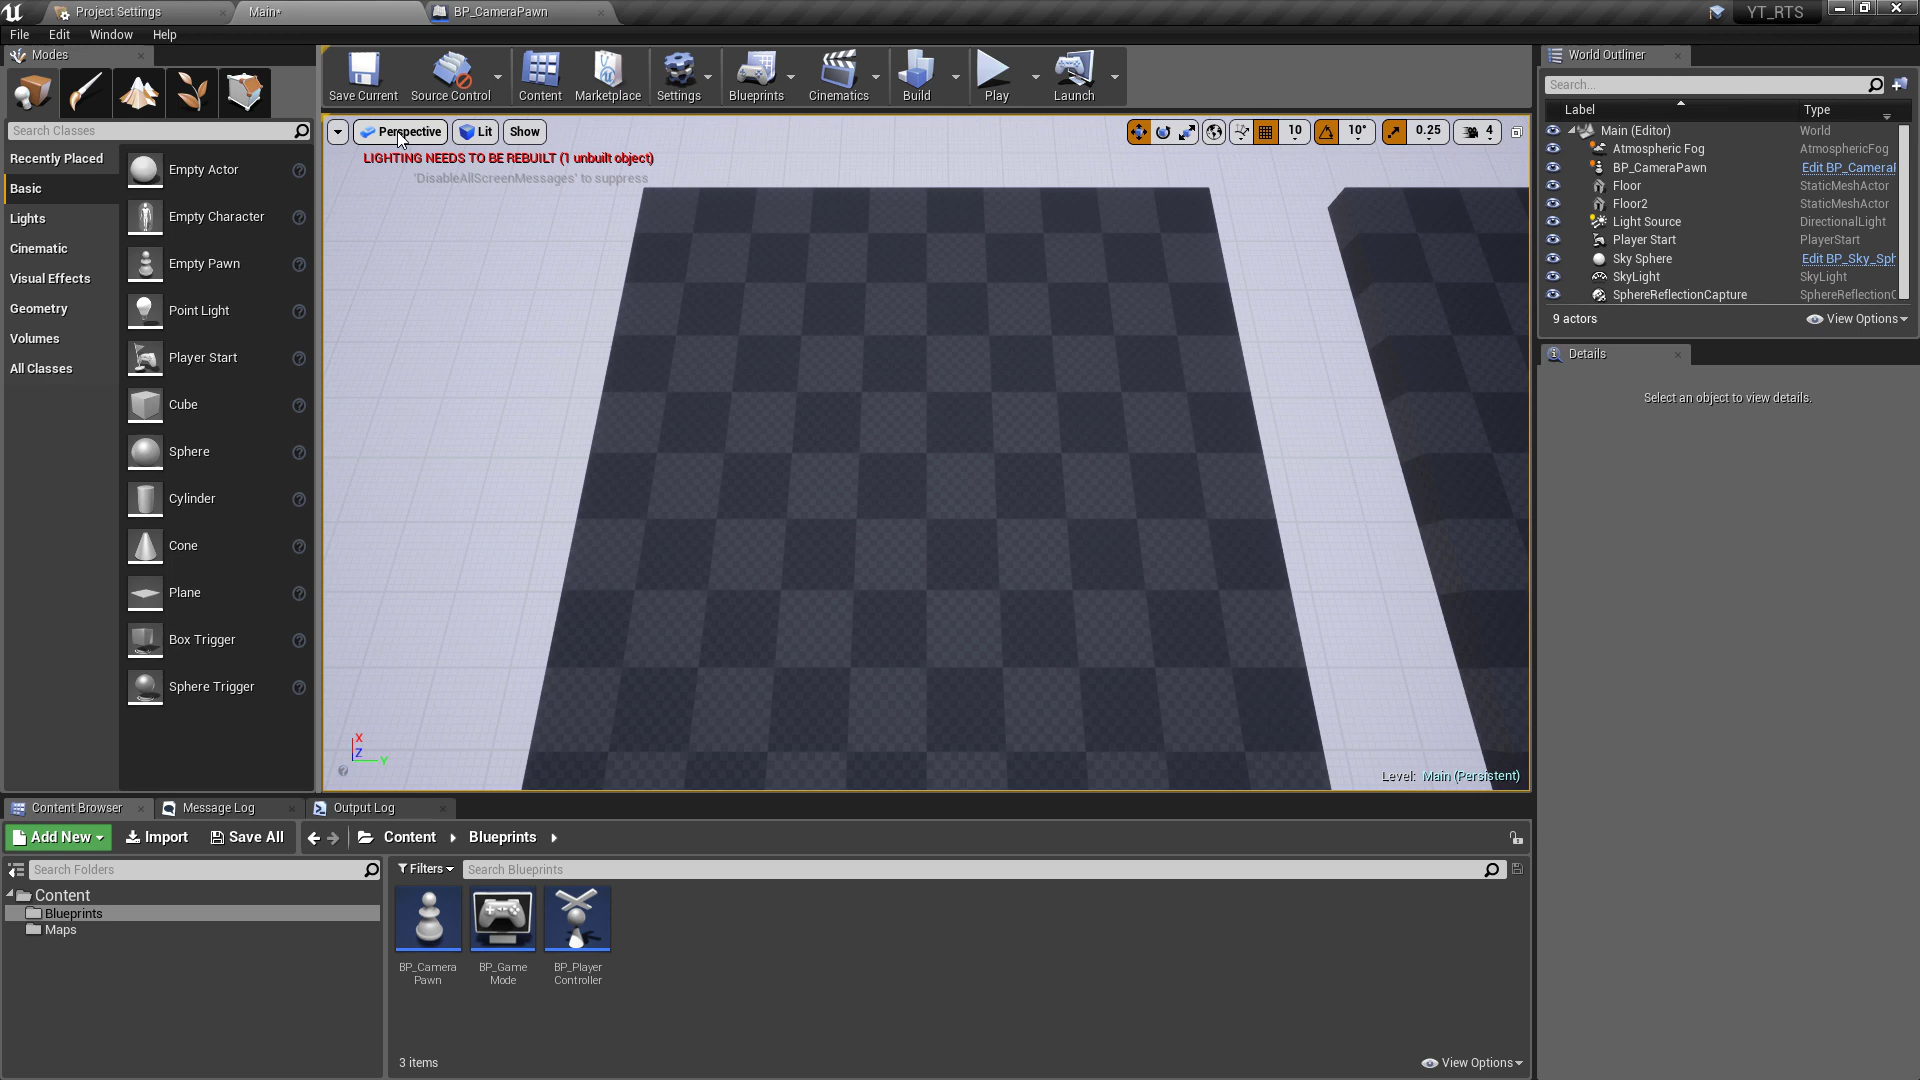 Project Settings
Main*
BP_CameraPawn
YT_RTS
File Edit Window Help
Modes
Save Current
Source Control
Content
Marketplace
Settings
Blueprints
Cinematics
Build
Play
Launch
World Outliner
Search...
Label Type
Main (Editor) World
Atmospheric Fog AtmosphericFog
BP_CameraPawn Edit BP_Camera
Floor StaticMeshActor
Floor2 StaticMeshActor
Light Source DirectionalLight
Player Start PlayerStart
Sky Sphere Edit BP_Sky_Sph
SkyLight SkyLight
SphereReflectionCapture SphereReflection
9 actors
View Options
Details
Select an object to view details.
Search Classes
Recently Placed
Basic
Lights
Cinematic
Visual Effects
Geometry
Volumes
All Classes
Empty Actor
Empty Character
Empty Pawn
Point Light
Player Start
Cube
Sphere
Cylinder
Cone
Plane
Box Trigger
Sphere Trigger
Perspective
Lit
Show
10
10°
0.25
4
LIGHTING NEEDS TO BE REBUILT (1 unbuilt object)
'DisableAllScreenMessages' to suppress
X
Z
Y
Level: Main (Persistent)
Content Browser
Message Log
Output Log
Add New
Import
Save All
Content
Blueprints
Search Folders
Filters
Search Blueprints
Content
Blueprints
Maps
BP_Camera
Pawn
BP_Game
Mode
BP_Player
Controller
3 items
View Options